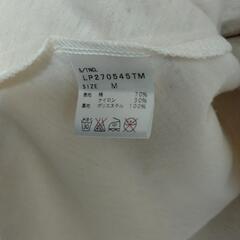 S/TNO.
LP270545TM
SIZE M
表地 綿 70%
ナイロン 30%
裏地 ポリエステル 100%